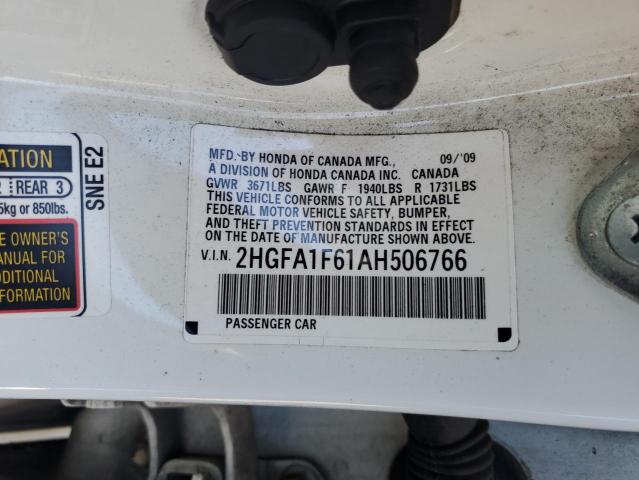 ATION
2 REAR 3
5kg or 850lbs.
E OWNER'S
ANUAL FOR
DDITIONAL
FORMATION
SNE E2
MFD. BY HONDA OF CANADA MFG., 09/'09
A DIVISION OF HONDA CANADA INC. CANADA
GVWR 3671LBS GAWR F 1940LBS R 1731LBS
THIS VEHICLE CONFORMS TO ALL APPLICABLE
FEDERAL MOTOR VEHICLE SAFETY, BUMPER,
AND THEFT PREVENTION STANDARDS IN EFFECT
ON THE DATE OF MANUFACTURE SHOWN ABOVE.
V.I.N. 2HGFA1F61AH506766
PASSENGER CAR